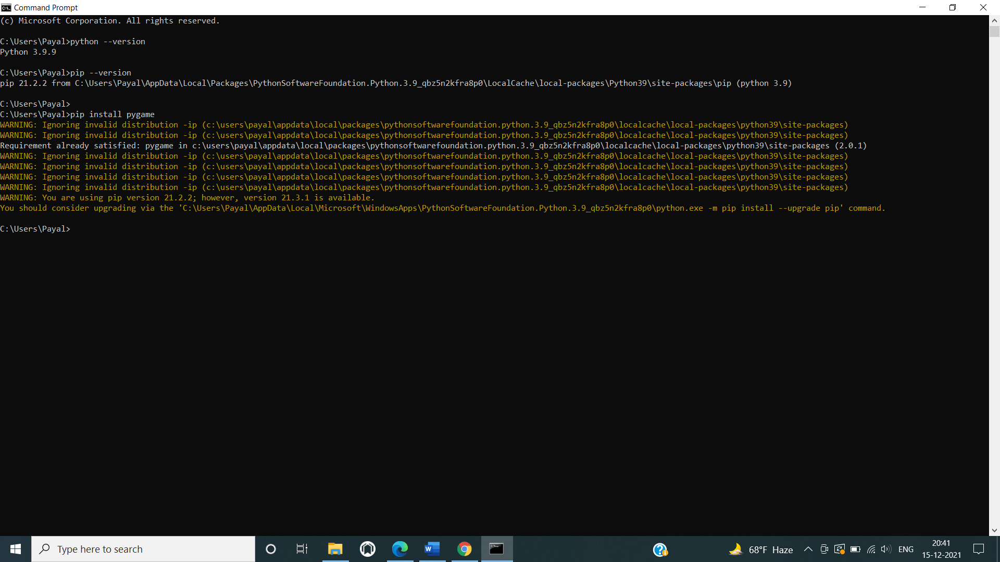 Command Prompt
(c) Microsoft Corporation. All rights reserved.
C:\Users\Payal>python --version
Python 3.9.9
C:\Users\Payal>pip --version
pip 21.2.2 from C:\Users\Payal\AppData\Local\Packages\PythonSoftwareFoundation.Python.3.9_qbz5n2kfra8p0\LocalCache\local-packages\Python39\site-packages\pip (python 3.9)
C:\Users\Payal>
C:\Users\Payal>pip install pygame
WARNING: Ignoring invalid distribution -ip (c:\users\payal\appdata\local\packages\pythonsoftwarefoundation.python.3.9_qbz5n2kfra8p0\localcache\local-packages\python39\site-packages)
WARNING: Ignoring invalid distribution -ip (c:\users\payal\appdata\local\packages\pythonsoftwarefoundation.python.3.9_qbz5n2kfra8p0\localcache\local-packages\python39\site-packages)
Requirement already satisfied: pygame in c:\users\payal\appdata\local\packages\pythonsoftwarefoundation.python.3.9_qbz5n2kfra8p0\localcache\local-packages\python39\site-packages (2.0.1)
WARNING: Ignoring invalid distribution -ip (c:\users\payal\appdata\local\packages\pythonsoftwarefoundation.python.3.9_qbz5n2kfra8p0\localcache\local-packages\python39\site-packages)
WARNING: Ignoring invalid distribution -ip (c:\users\payal\appdata\local\packages\pythonsoftwarefoundation.python.3.9_qbz5n2kfra8p0\localcache\local-packages\python39\site-packages)
WARNING: Ignoring invalid distribution -ip (c:\users\payal\appdata\local\packages\pythonsoftwarefoundation.python.3.9_qbz5n2kfra8p0\localcache\local-packages\python39\site-packages)
WARNING: Ignoring invalid distribution -ip (c:\users\payal\appdata\local\packages\pythonsoftwarefoundation.python.3.9_qbz5n2kfra8p0\localcache\local-packages\python39\site-packages)
WARNING: You are using pip version 21.2.2; however, version 21.3.1 is available.
You should consider upgrading via the 'C:\Users\Payal\AppData\Local\Microsoft\WindowsApps\PythonSoftwareFoundation.Python.3.9_qbz5n2kfra8p0\python.exe -m pip install --upgrade pip' command.
C:\Users\Payal>
Type here to search
68°F Haze
ENG
20:41
15-12-2021